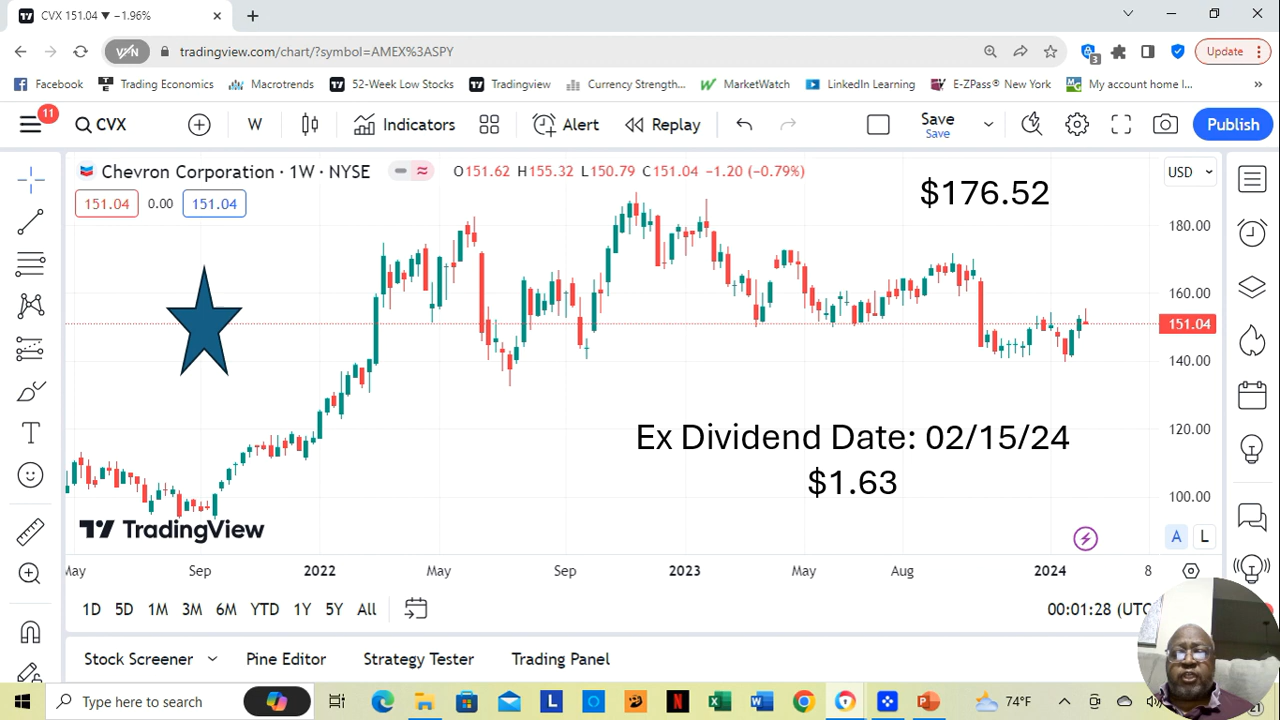 CVX 151.04 ▼ −1.96%
tradingview.com/chart/?symbol=AMEX%3ASPY
3
Update
Facebook
Trading Economics
Macrotrends
52-Week Low Stocks
Tradingview
Currency Strength...
MarketWatch
LinkedIn Learning
E-ZPass® New York
My account home l...
»
11
CVX
W
Indicators
Alert
Replay
Save
Save
Publish
Chevron Corporation · 1W · NYSE
O151.62 H155.32 L150.79 C151.04 −1.20 (−0.79%)
USD
151.04 0.00 151.04
$176.52
180.00
160.00
151.04
140.00
120.00
100.00
Ex Dividend Date: 02/15/24
$1.63
TradingView
A L
May Sep 2022 May Sep 2023 May Aug 2024 8
1D 5D 1M 3M 6M YTD 1Y 5Y All
00:01:28 (UTC
Stock Screener Pine Editor Strategy Tester Trading Panel
Type here to search
74°F
21